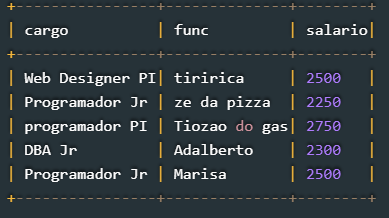 +------------------+---------------+---------+
| cargo            | func          | salario|
+------------------+---------------+---------+
| Web Designer PI| tiririca      | 2500    |
| Programador Jr   | ze da pizza   | 2250    |
| programador PI   | Tiozao do gas| 2750    |
| DBA Jr           | Adalberto     | 2300    |
| Programador Jr   | Marisa        | 2500    |
+------------------+---------------+---------+